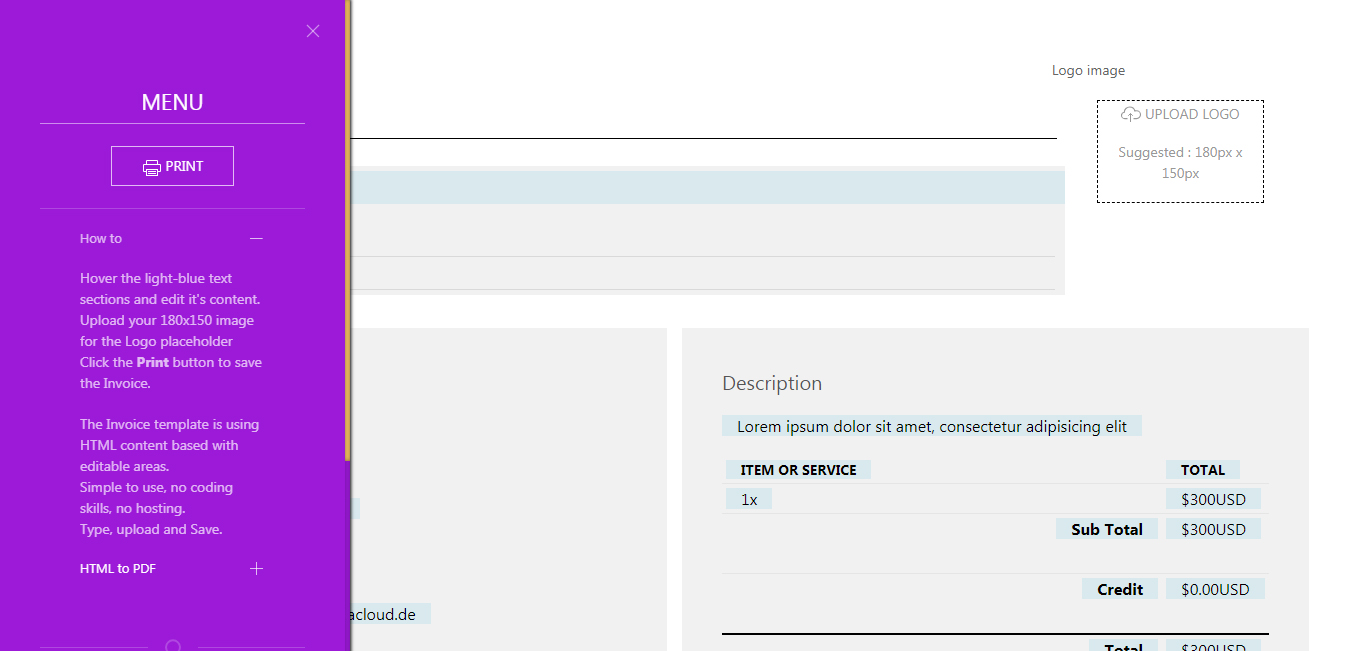 MENU
PRINT
How to
Hover the light-blue text
sections and edit it's content.
Upload your 180x150 image
for the Logo placeholder
Click the Print button to save
the Invoice.
The Invoice template is using
HTML content based with
editable areas.
Simple to use, no coding
skills, no hosting.
Type, upload and Save.
HTML to PDF
Logo image
UPLOAD LOGO
Suggested : 180px x
150px
acloud.de
Description
Lorem ipsum dolor sit amet, consectetur adipisicing elit
ITEM OR SERVICE TOTAL
1x $300USD
Sub Total $300USD
Credit $0.00USD
Total $300USD